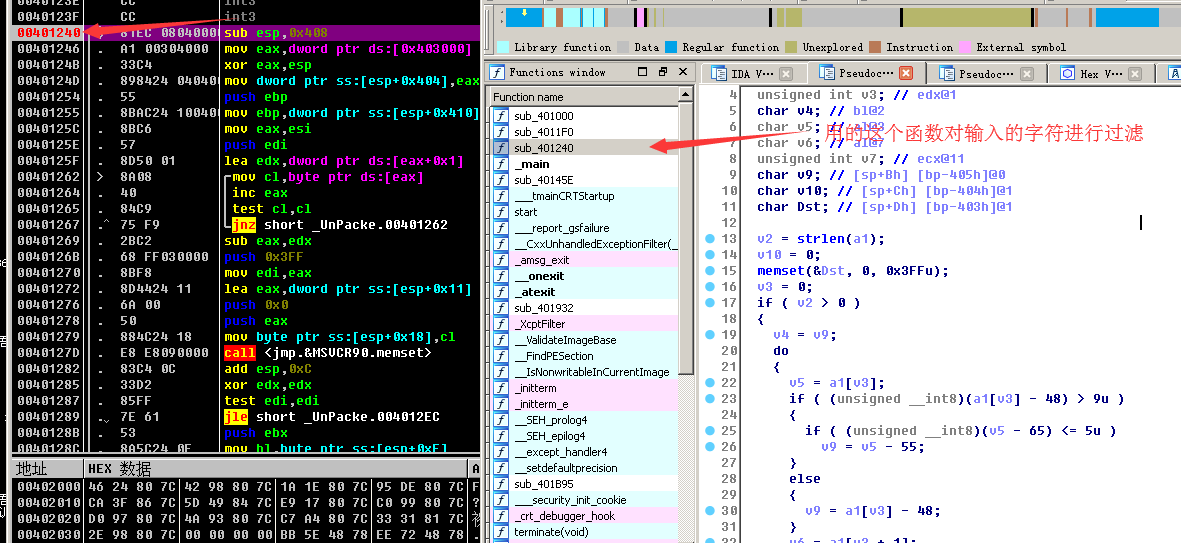 0040123E CC int3
0040123F CC int3
00401240 81EC 08040000 sub esp,0x408
00401246 . A1 00304000 mov eax,dword ptr ds:[0x403000]
0040124B . 33C4 xor eax,esp
0040124D . 898424 040400 mov dword ptr ss:[esp+0x404],eax
00401254 . 55 push ebp
00401255 . 8BAC24 100400 mov ebp,dword ptr ss:[esp+0x410]
0040125C . 8BC6 mov eax,esi
0040125E . 57 push edi
0040125F . 8D50 01 lea edx,dword ptr ds:[eax+0x1]
00401262 > 8A08 mov cl,byte ptr ds:[eax]
00401264 . 40 inc eax
00401265 . 84C9 test cl,cl
00401267 .^ 75 F9 jnz short _UnPacke.00401262
00401269 . 2BC2 sub eax,edx
0040126B . 68 FF030000 push 0x3FF
00401270 . 8BF8 mov edi,eax
00401272 . 8D4424 11 lea eax,dword ptr ss:[esp+0x11]
00401276 . 6A 00 push 0x0
00401278 . 50 push eax
00401279 . 884C24 18 mov byte ptr ss:[esp+0x18],cl
0040127D . E8 E8090000 call <jmp.&MSVCR90.memset>
00401282 . 83C4 0C add esp,0xC
00401285 . 33D2 xor edx,edx
00401287 . 85FF test edi,edi
00401289 . 7E 61 jle short _UnPacke.004012EC
0040128B . 53 push ebx
0040128C . 8A5C24 0F mov bl,byte ptr ss:[esp+0xF]
地址 HEX 数据 A
00402000 46 24 80 7C 42 98 80 7C 1A 1E 80 7C 95 DE 80 7C F
00402010 CA 3F 86 7C 5D 49 84 7C E9 17 80 7C C0 99 80 7C ?
00402020 D0 97 80 7C 4A 93 80 7C C7 A4 80 7C 33 31 81 7C
00402030 2E 98 80 7C 00 00 00 00 BB 5E 48 78 EE 72 48 78 .
Library function Data Regular function Unexplored Instruction External symbol
Functions window
Function name
sub_401000
sub_4011F0
sub_401240
_main
sub_40145E
___tmainCRTStartup
start
___report_gsfailure
__CxxUnhandledExceptionFilter(_
_amsg_exit
__onexit
_atexit
sub_401932
_XcptFilter
__ValidateImageBase
__FindPESection
__IsNonwritableInCurrentImage
_initterm
_initterm_e
__SEH_prolog4
__SEH_epilog4
__except_handler4
__setdefaultprecision
sub_401B95
___security_init_cookie
_crt_debugger_hook
terminate(void)
IDA V··· Pseudoc··· Pseudoc··· Hex V··· A
4 unsigned int v3; // edx@1
5 char v4; // bl@2
6 char v5; // al@3
7 char v6; // al@7
8 unsigned int v7; // ecx@11
9 char v9; // [sp+Bh] [bp-405h]@0
10 char v10; // [sp+Ch] [bp-404h]@1
11 char Dst; // [sp+Dh] [bp-403h]@1
12
13 v2 = strlen(a1);
14 v10 = 0;
15 memset(&Dst, 0, 0x3FFu);
16 v3 = 0;
17 if ( v2 > 0 )
18 {
19 v4 = v9;
20 do
21 {
22 v5 = a1[v3];
23 if ( (unsigned __int8)(a1[v3] - 48) > 9u )
24 {
25 if ( (unsigned __int8)(v5 - 65) <= 5u )
26 v9 = v5 - 55;
27 }
28 else
29 {
30 v9 = a1[v3] - 48;
31 }
32 v6 = a1[v3 + 1];
用的这个函数对输入的字符进行过滤